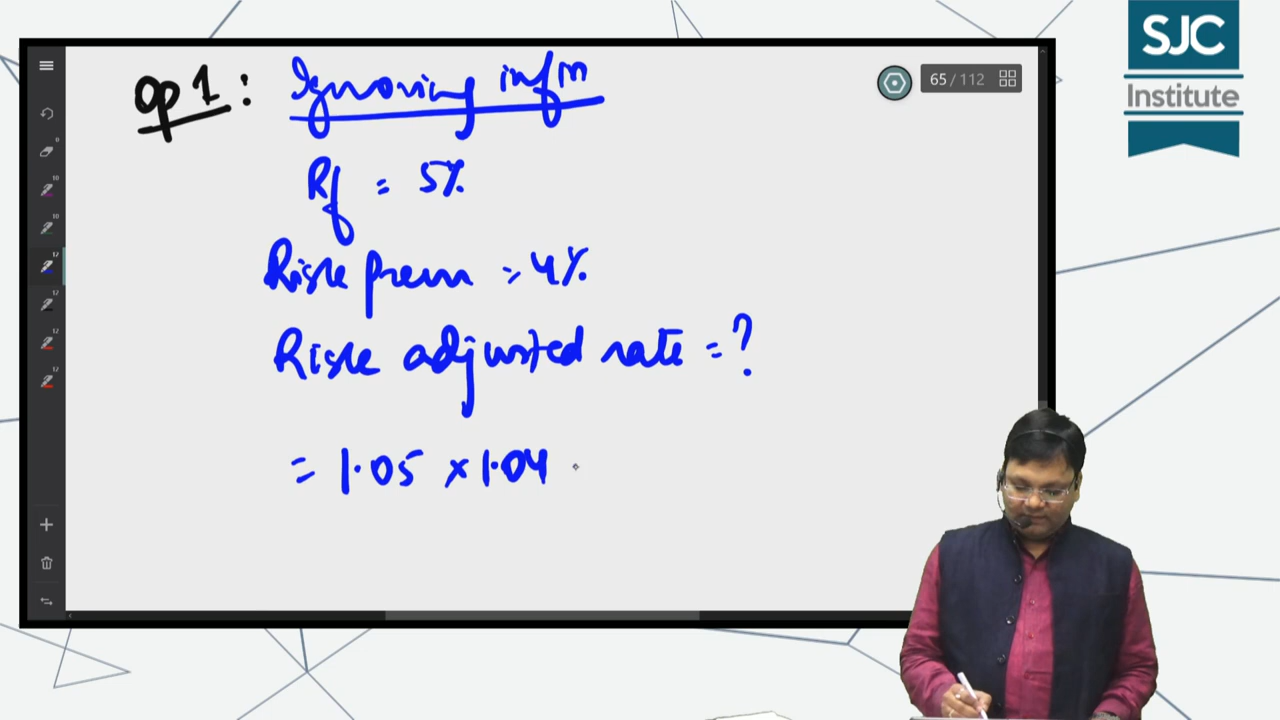 Op 1: Ignoring infln
Rf = 5%
Risk prem = 4%
Risk adjusted rate = ?
= 1.05 × 1.04
65 / 112
SJC
Institute